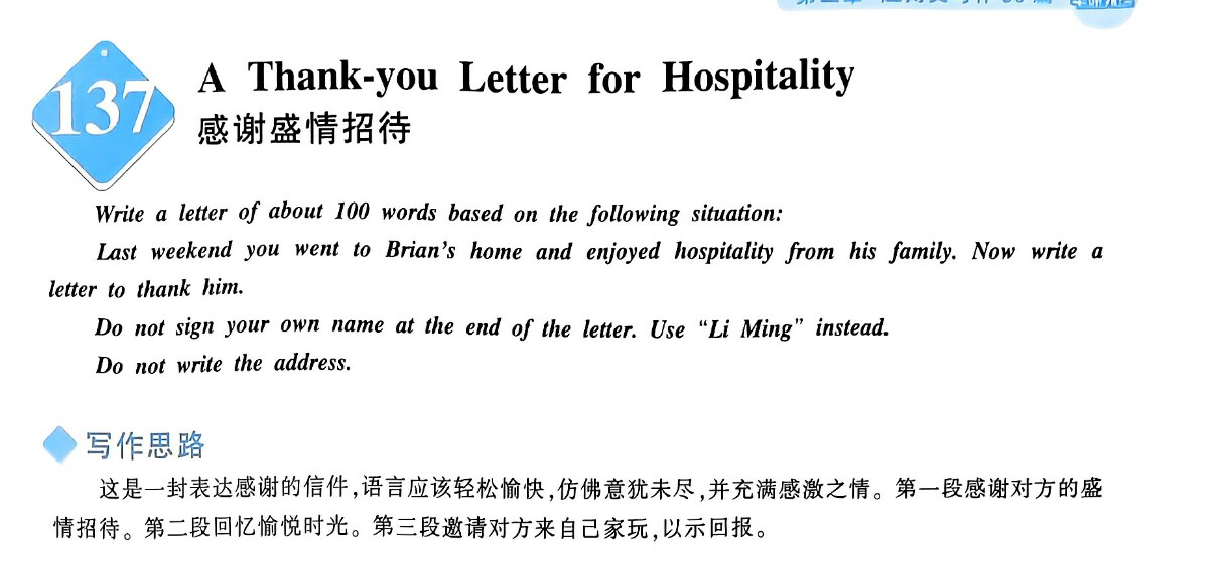 137
A Thank-you Letter for Hospitality
感谢盛情招待
Write a letter of about 100 words based on the following situation:
Last weekend you went to Brian's home and enjoyed hospitality from his family. Now write a
letter to thank him.
Do not sign your own name at the end of the letter. Use “Li Ming” instead.
Do not write the address.
写作思路
这是一封表达感谢的信件,语言应该轻松愉快,仿佛意犹未尽,并充满感激之情。第一段感谢对方的盛
情招待。第二段回忆愉悦时光。第三段邀请对方来自己家玩,以示回报。